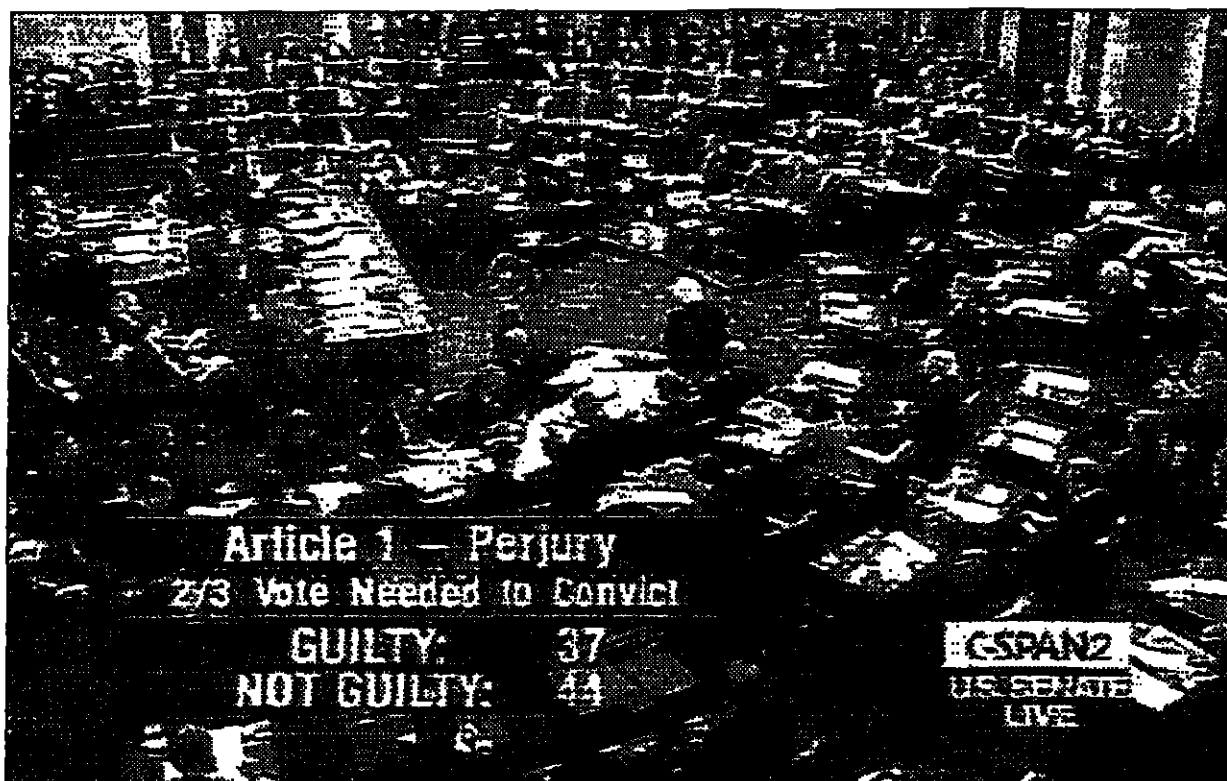 Article 1 — Perjury
2/3 Vote Needed to Convict
GUILTY: 37
NOT GUILTY: 44
C-SPAN2
U.S. SENATE
LIVE